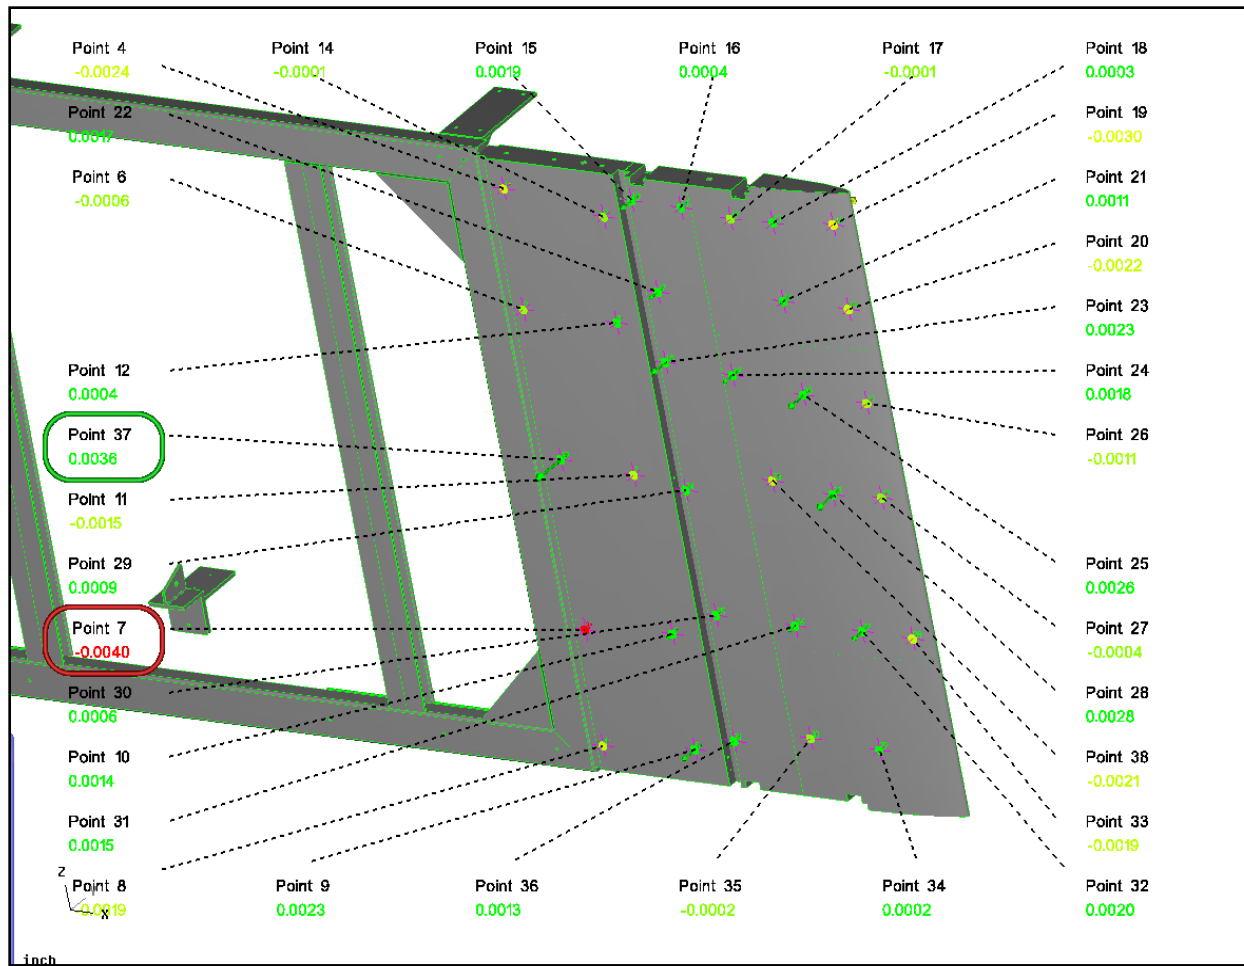 Point 4
-0.0024
Point 14
-0.0001
Point 15
0.0019
Point 16
0.0004
Point 17
-0.0001
Point 18
0.0003
Point 22
0.0017
Point 19
-0.0030
Point 6
-0.0006
Point 21
0.0011
Point 20
-0.0022
Point 23
0.0023
Point 12
0.0004
Point 24
0.0018
Point 37
0.0036
Point 26
-0.0011
Point 11
-0.0015
Point 29
0.0009
Point 25
0.0026
Point 7
-0.0040
Point 27
-0.0004
Point 30
0.0006
Point 28
0.0028
Point 10
0.0014
Point 38
-0.0021
Point 31
0.0015
Point 33
-0.0019
Point 8
-0.0019
Point 9
0.0023
Point 36
0.0013
Point 35
-0.0002
Point 34
0.0002
Point 32
0.0020
Z
X
inch